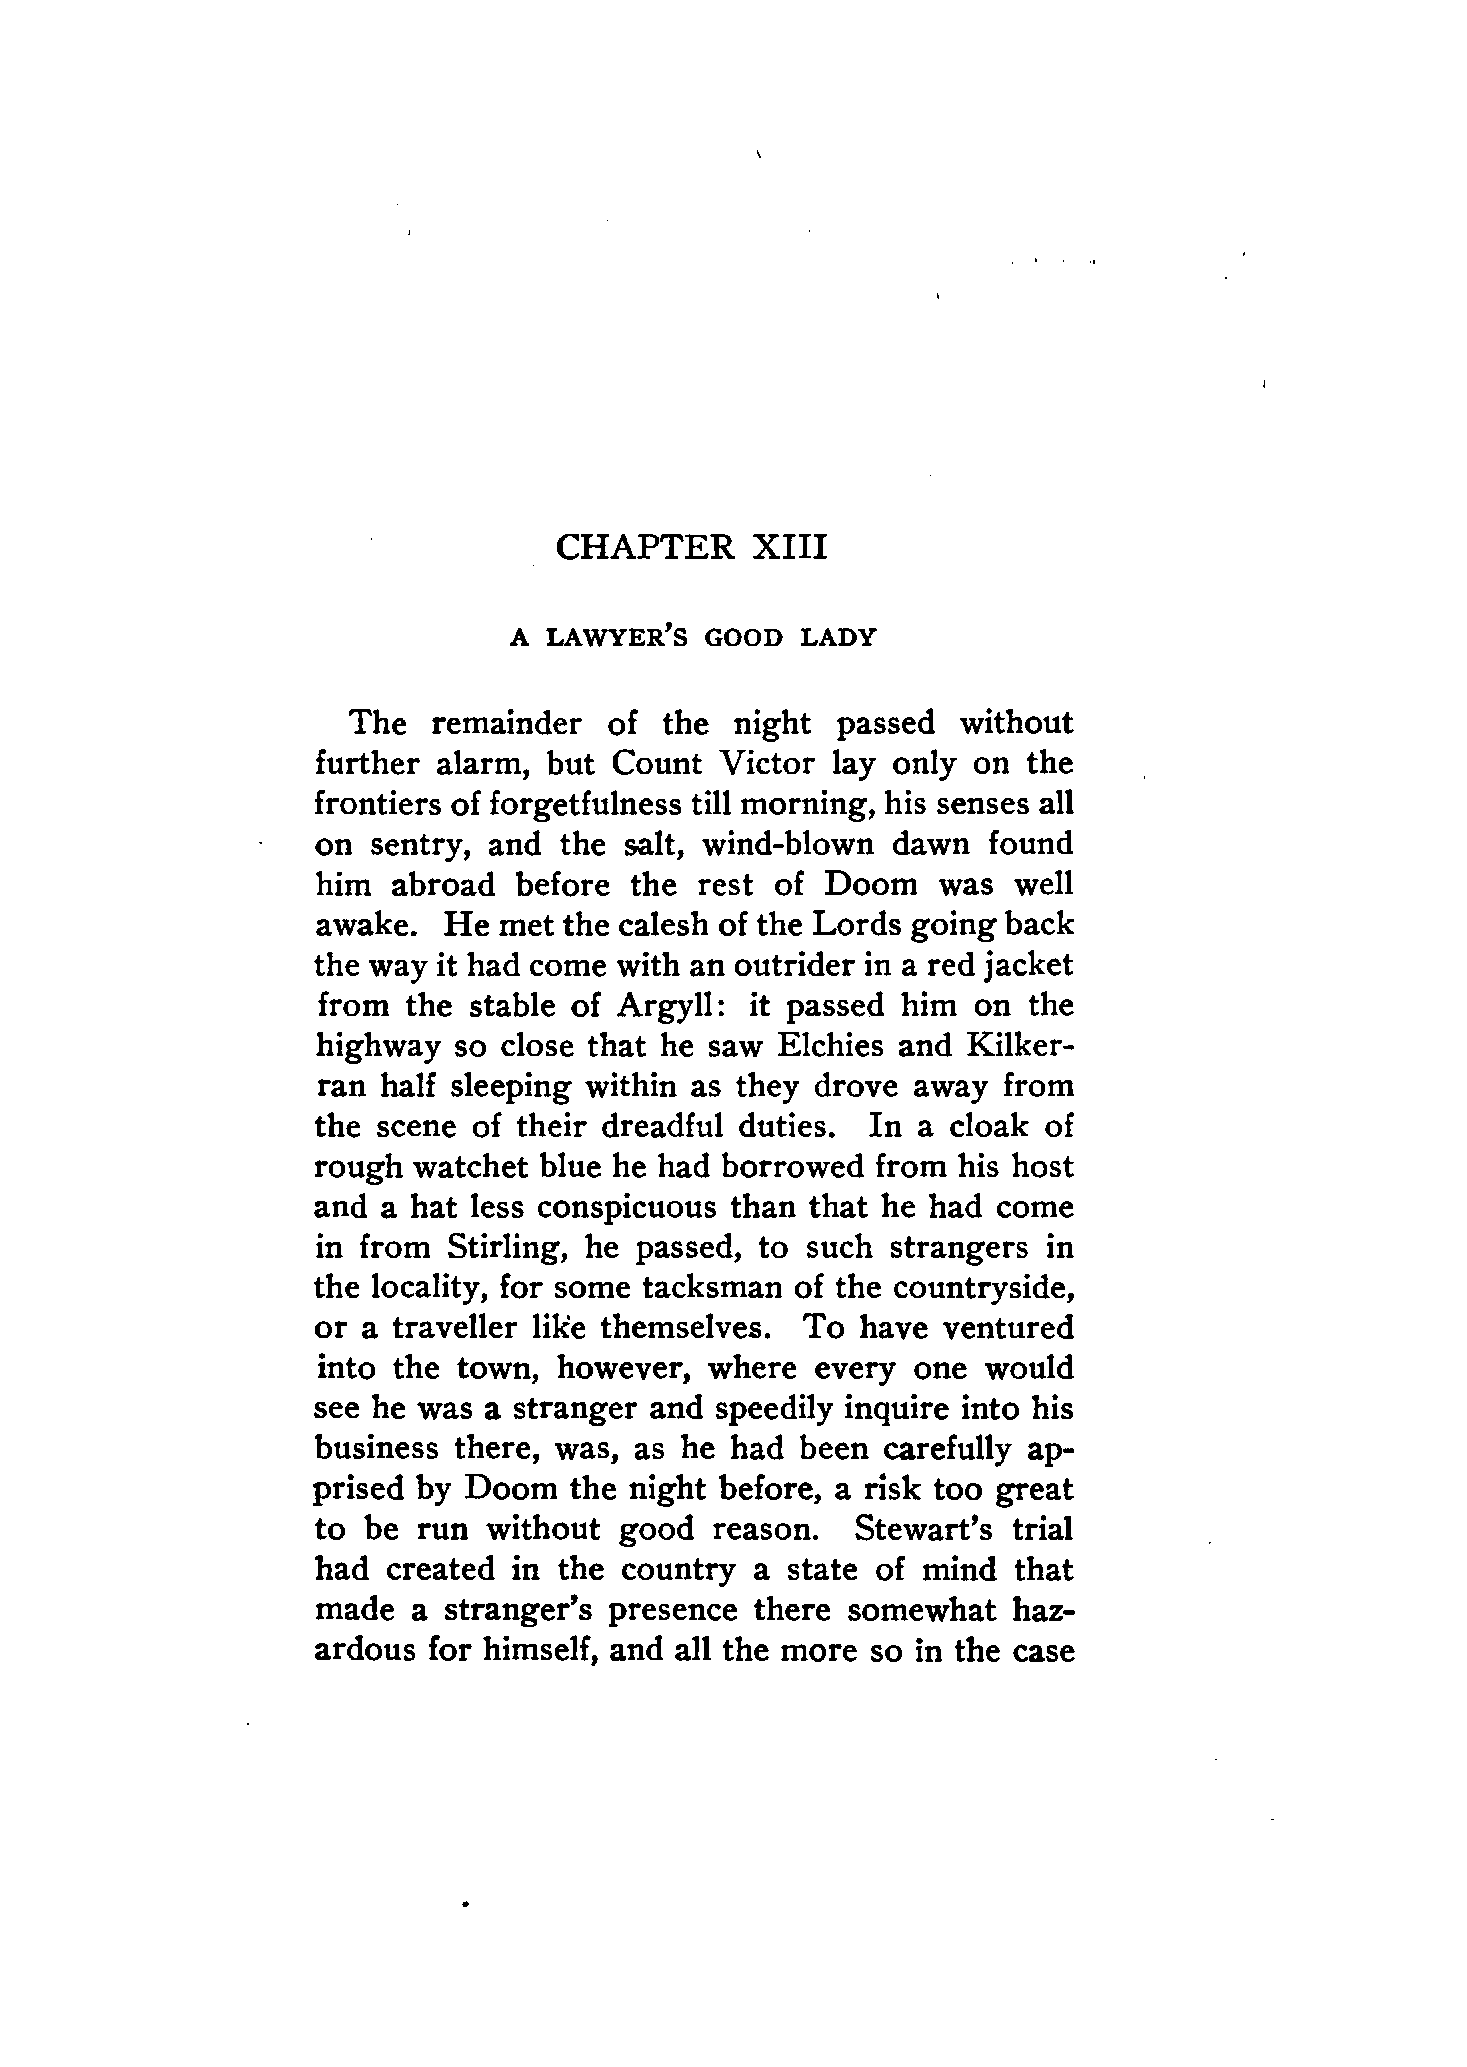 CHAPTER XIII
A LAWYER'S GOOD LADY
The remainder of the night passed without
further alarm, but Count Victor lay only on the
frontiers of forgetfulness till morning, his senses all
on sentry, and the salt, wind-blown dawn found
him abroad before the rest of Doom was well
awake. He met the calesh of the Lords going back
the way it had come with an outrider in a red jacket
from the stable of Argyll: it passed him on the
highway so close that he saw Elchies and Kilker-
ran half sleeping within as they drove away from
the scene of their dreadful duties. In a cloak of
rough watchet blue he had borrowed from his host
and a hat less conspicuous than that he had come
in from Stirling, he passed, to such strangers in
the locality, for some tacksman of the countryside,
or a traveller like themselves. To have ventured
into the town, however, where every one would
see he was a stranger and speedily inquire into his
business there, was, as he had been carefully ap-
prised by Doom the night before, a risk too great
to be run without good reason. Stewart's trial
had created in the country a state of mind that
made a stranger's presence there somewhat haz-
ardous for himself, and all the more so in the case